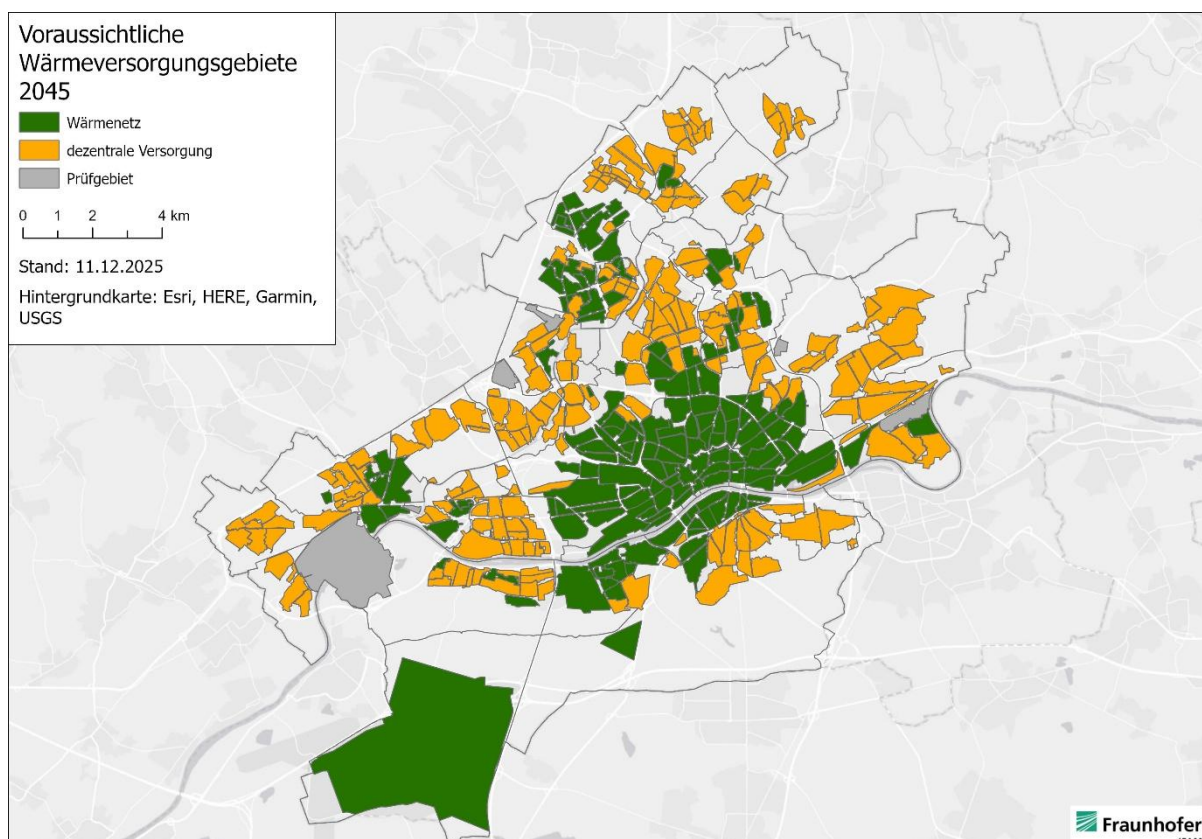 Voraussichtliche
Wärmeversorgungsgebiete
2045
Wärmenetz
dezentrale Versorgung
Prüfgebiet
0 1 2 4 km
Stand: 11.12.2025
Hintergrundkarte: Esri, HERE, Garmin,
USGS
Fraunhofer